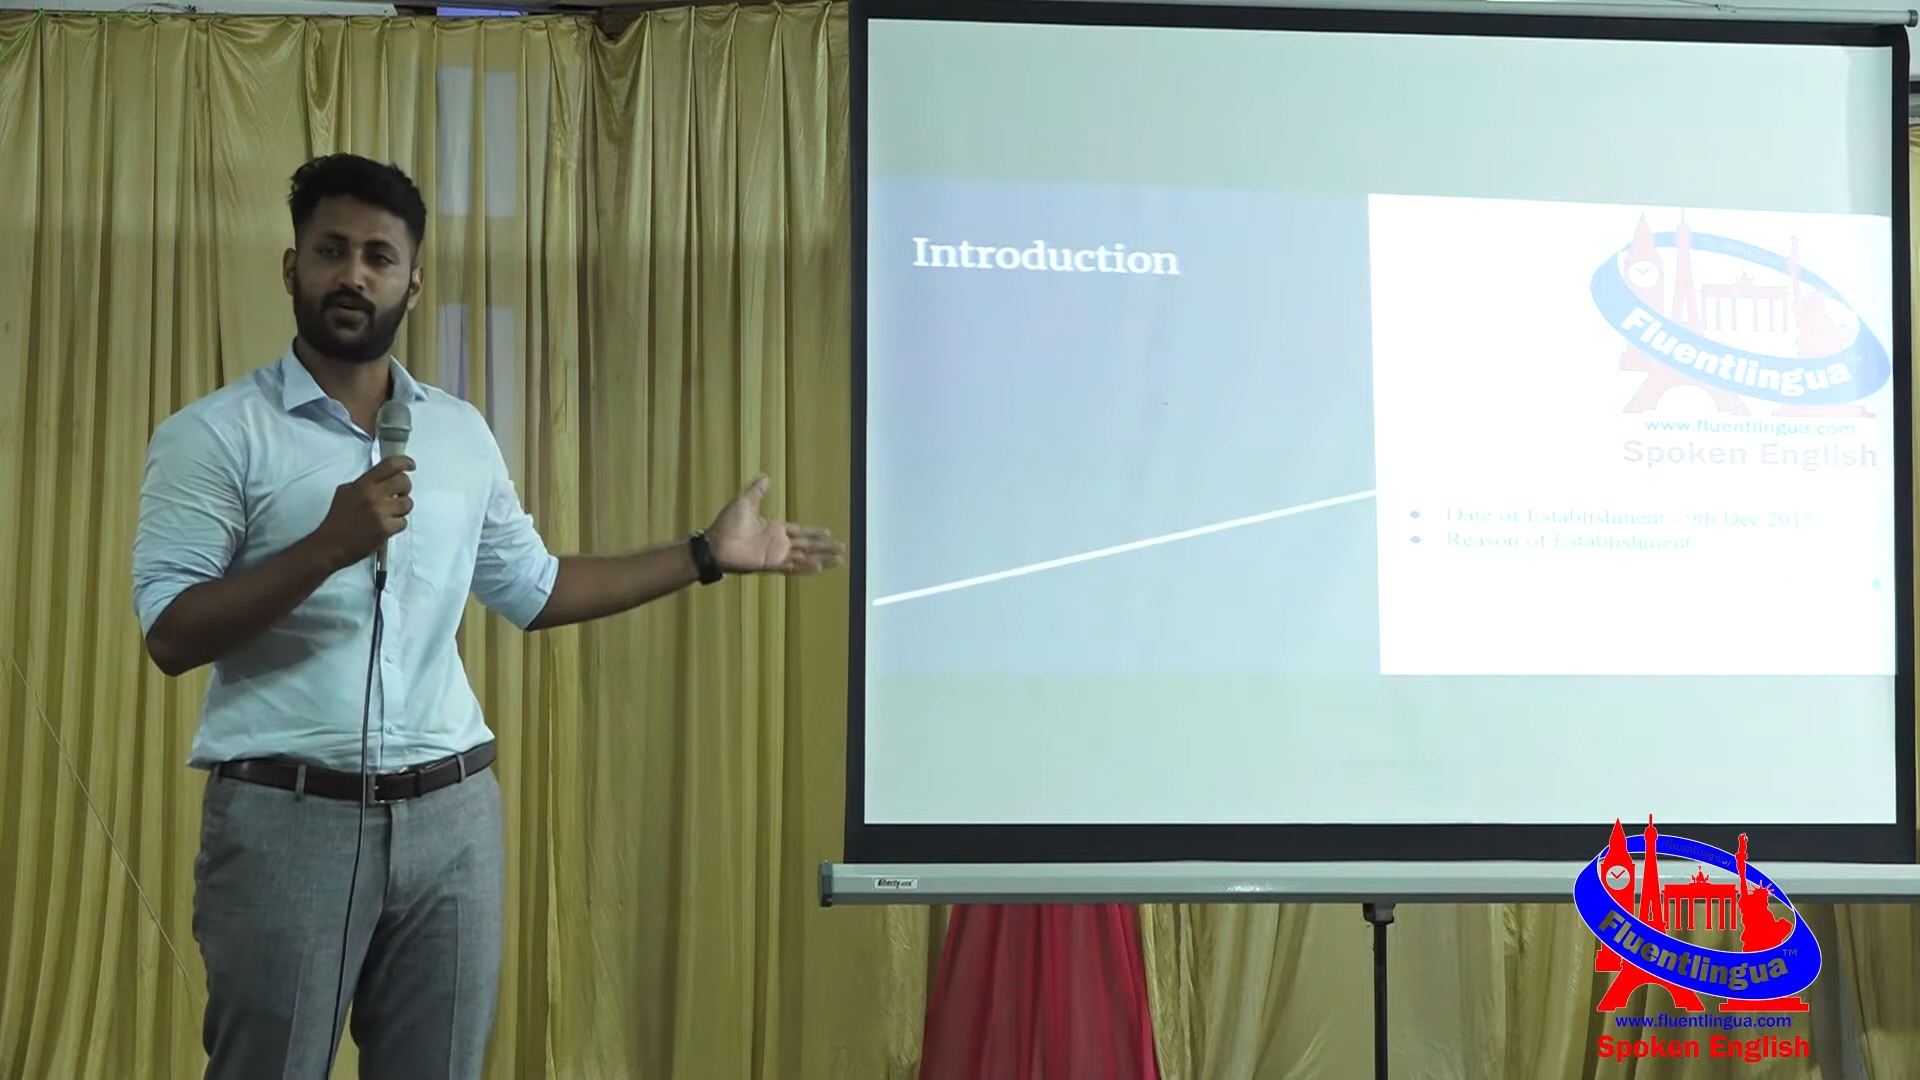 Introduction
Fluentlingua
www.fluentlingua.com
Spoken English
Date of Establishment - 9th Dec 2017
Reason of Establishment
Fluentlingua™
www.fluentlingua.com
Spoken English